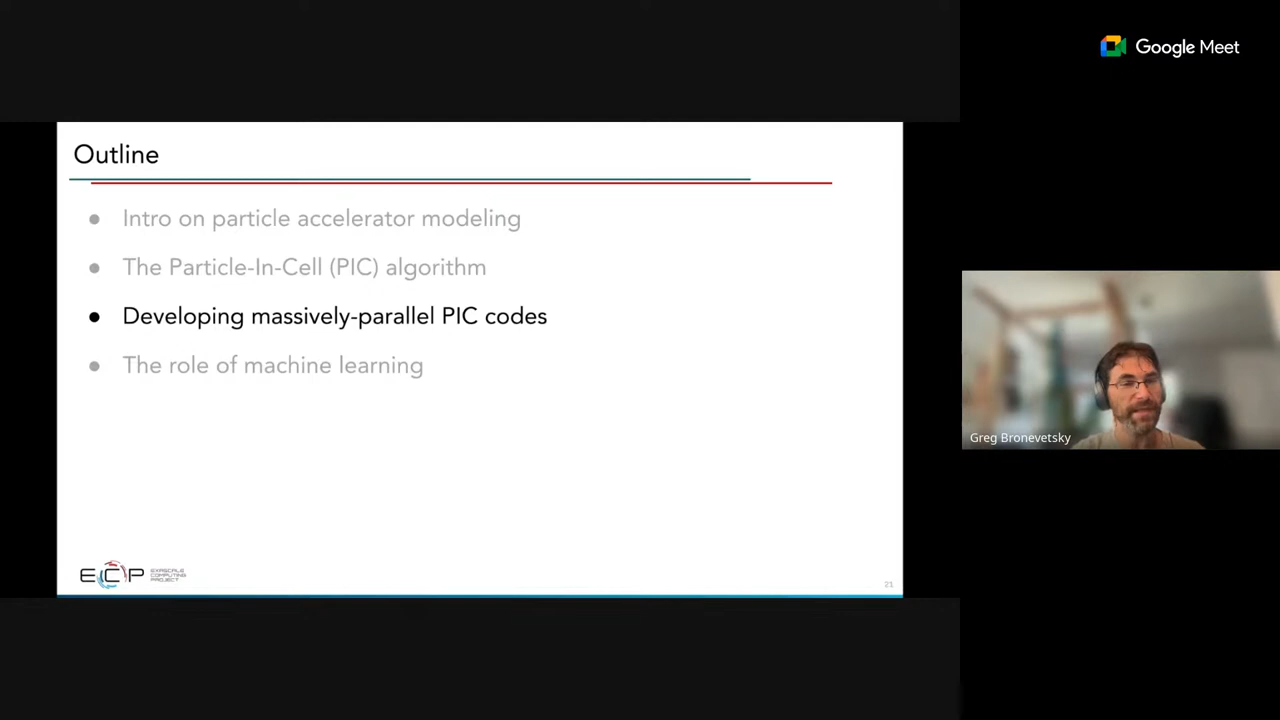 Google Meet
Outline
Intro on particle accelerator modeling
The Particle-In-Cell (PIC) algorithm
Developing massively-parallel PIC codes
The role of machine learning
Greg Bronevetsky
ECP
EXASCALE
COMPUTING
PROJECT
21